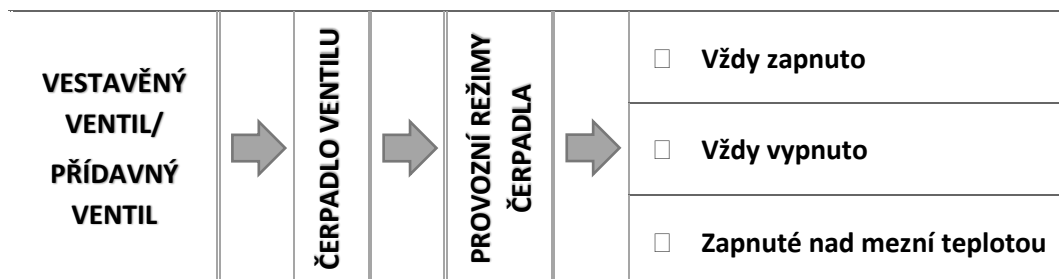 VESTAVĚNÝ
VENTIL/
PŘÍDAVNÝ
VENTIL
ČERPADLO VENTILU
PROVOZNÍ REŽIMY
ČERPADLA
Vždy zapnuto
Vždy vypnuto
Zapnuté nad mezní teplotou